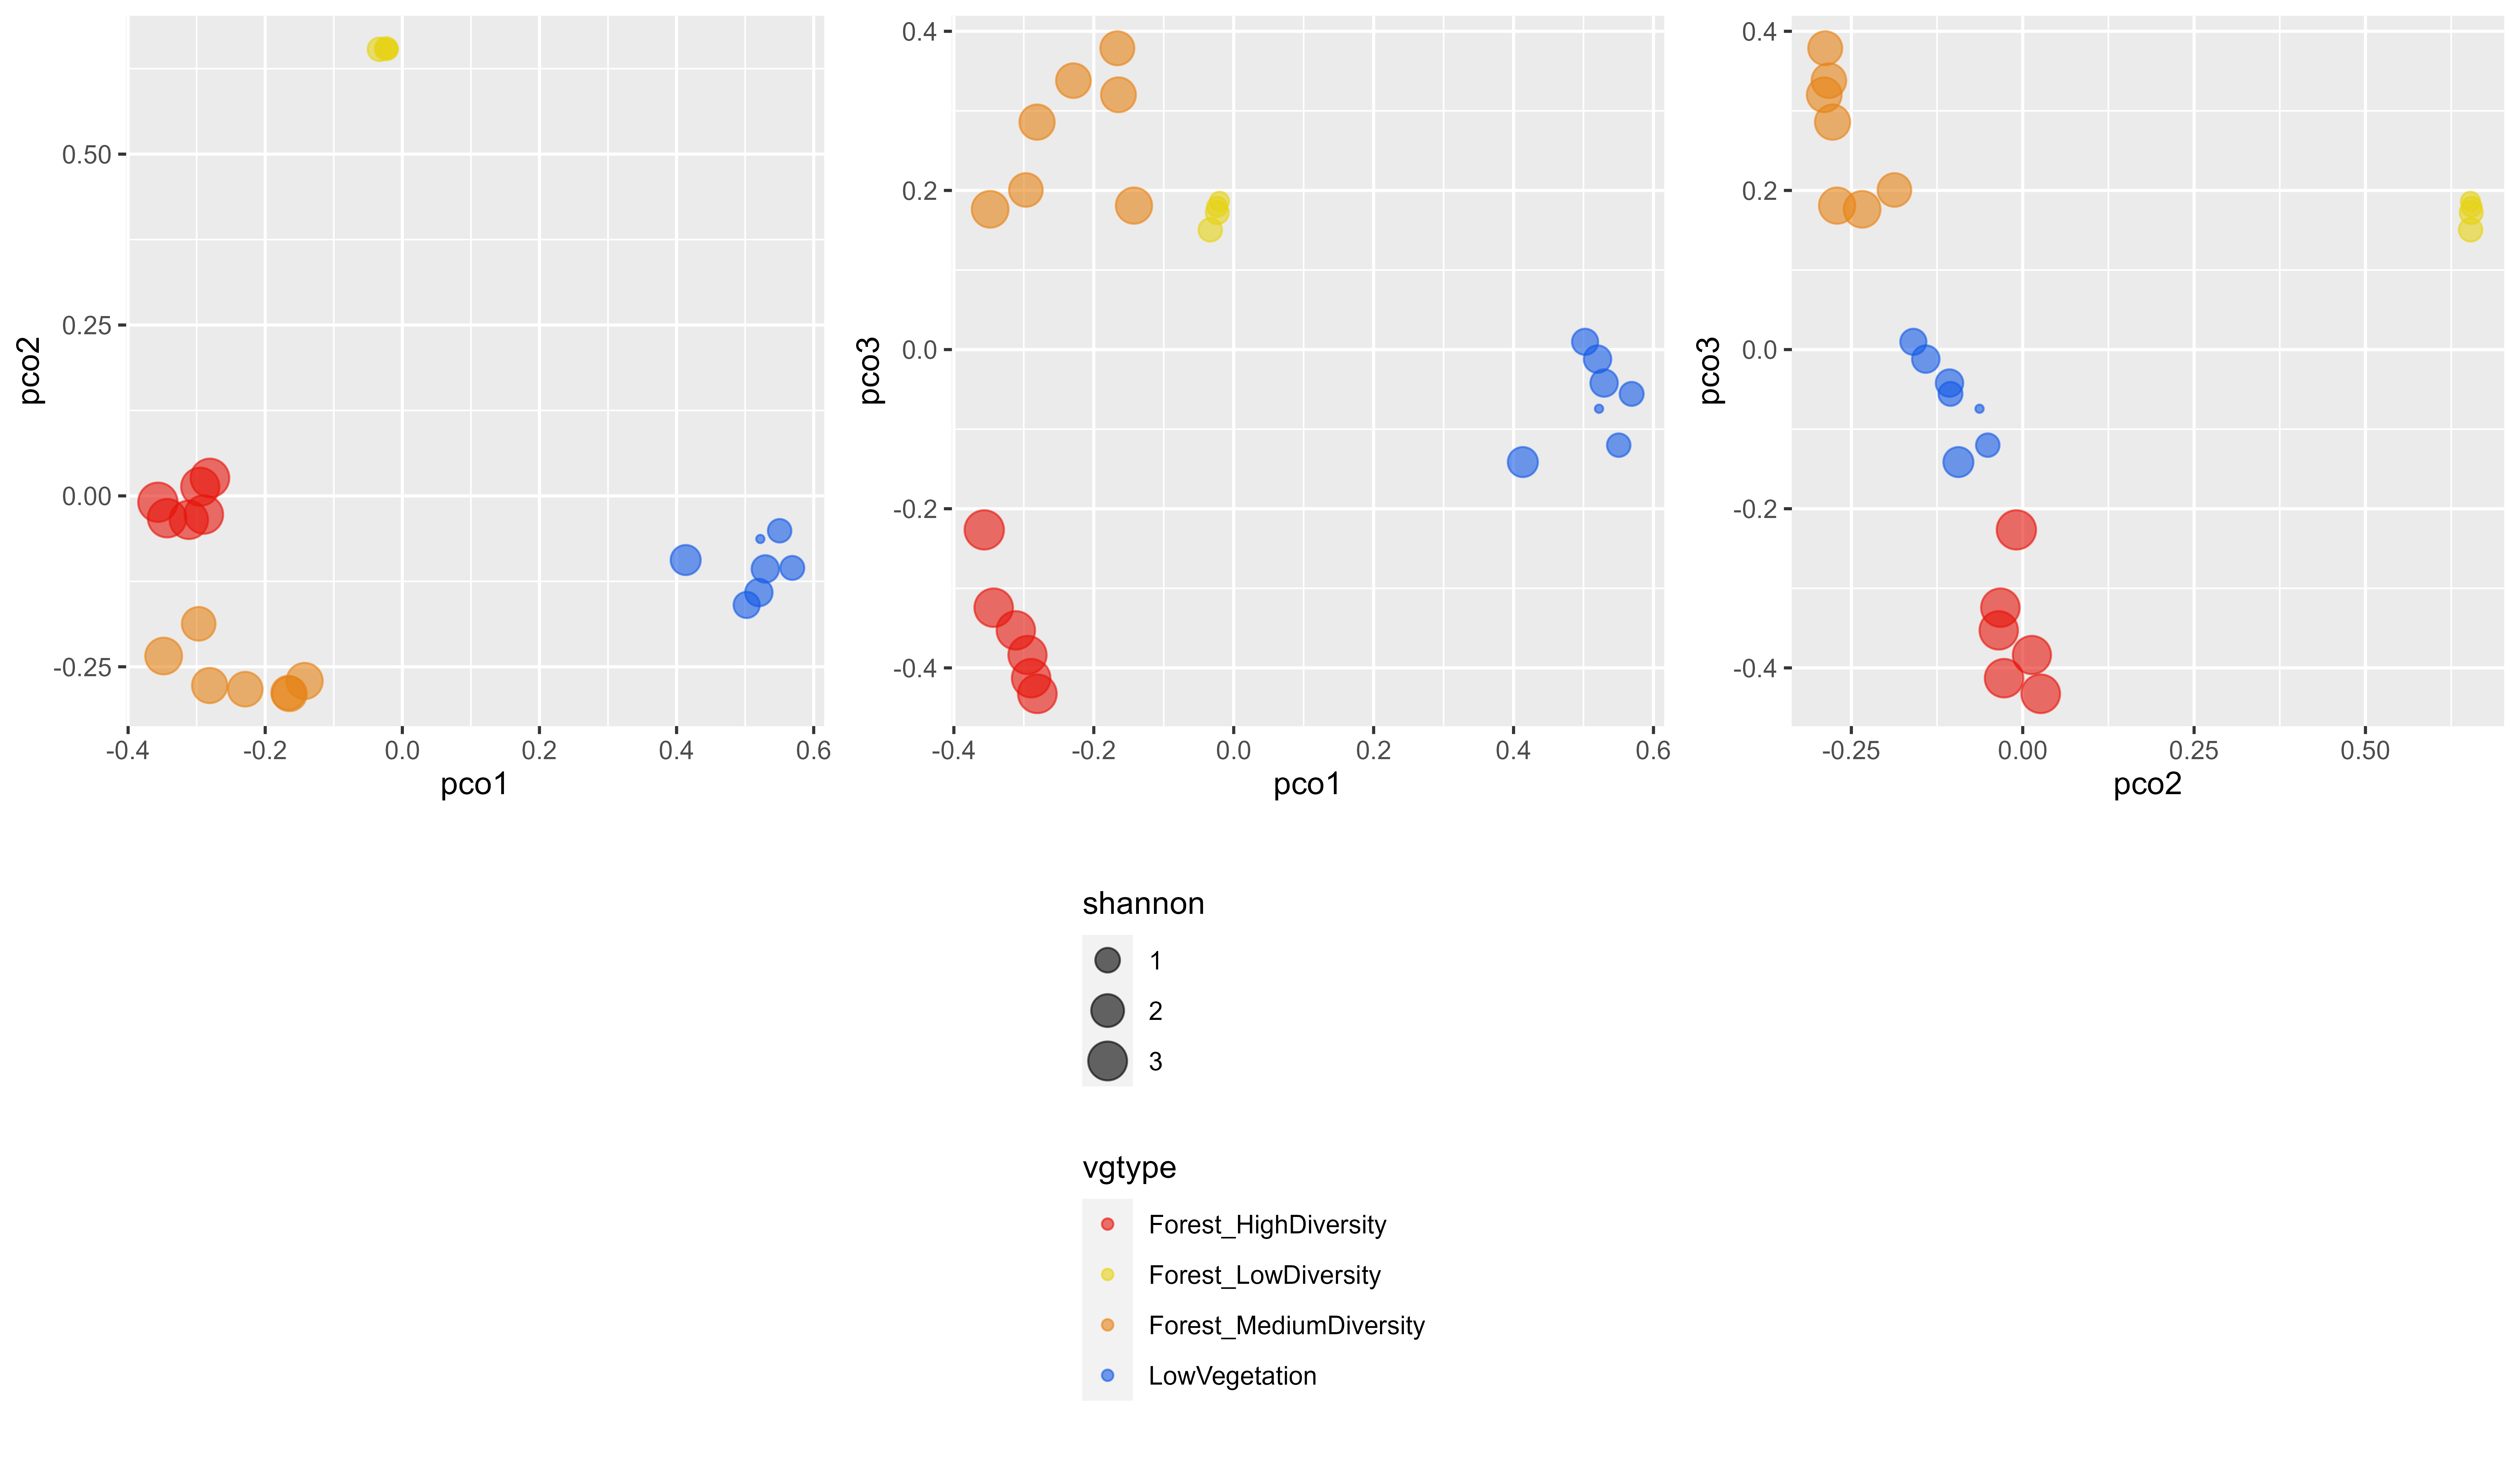 0.50
0.25
0.00
-0.25
pco2
-0.4 -0.2 0.0 0.2 0.4 0.6
pco1
0.4
0.2
0.0
-0.2
-0.4
pco3
-0.4 -0.2 0.0 0.2 0.4 0.6
pco1
0.4
0.2
0.0
-0.2
-0.4
pco3
-0.25 0.00 0.25 0.50
pco2
shannon
1
2
3
vgtype
Forest_HighDiversity
Forest_LowDiversity
Forest_MediumDiversity
LowVegetation